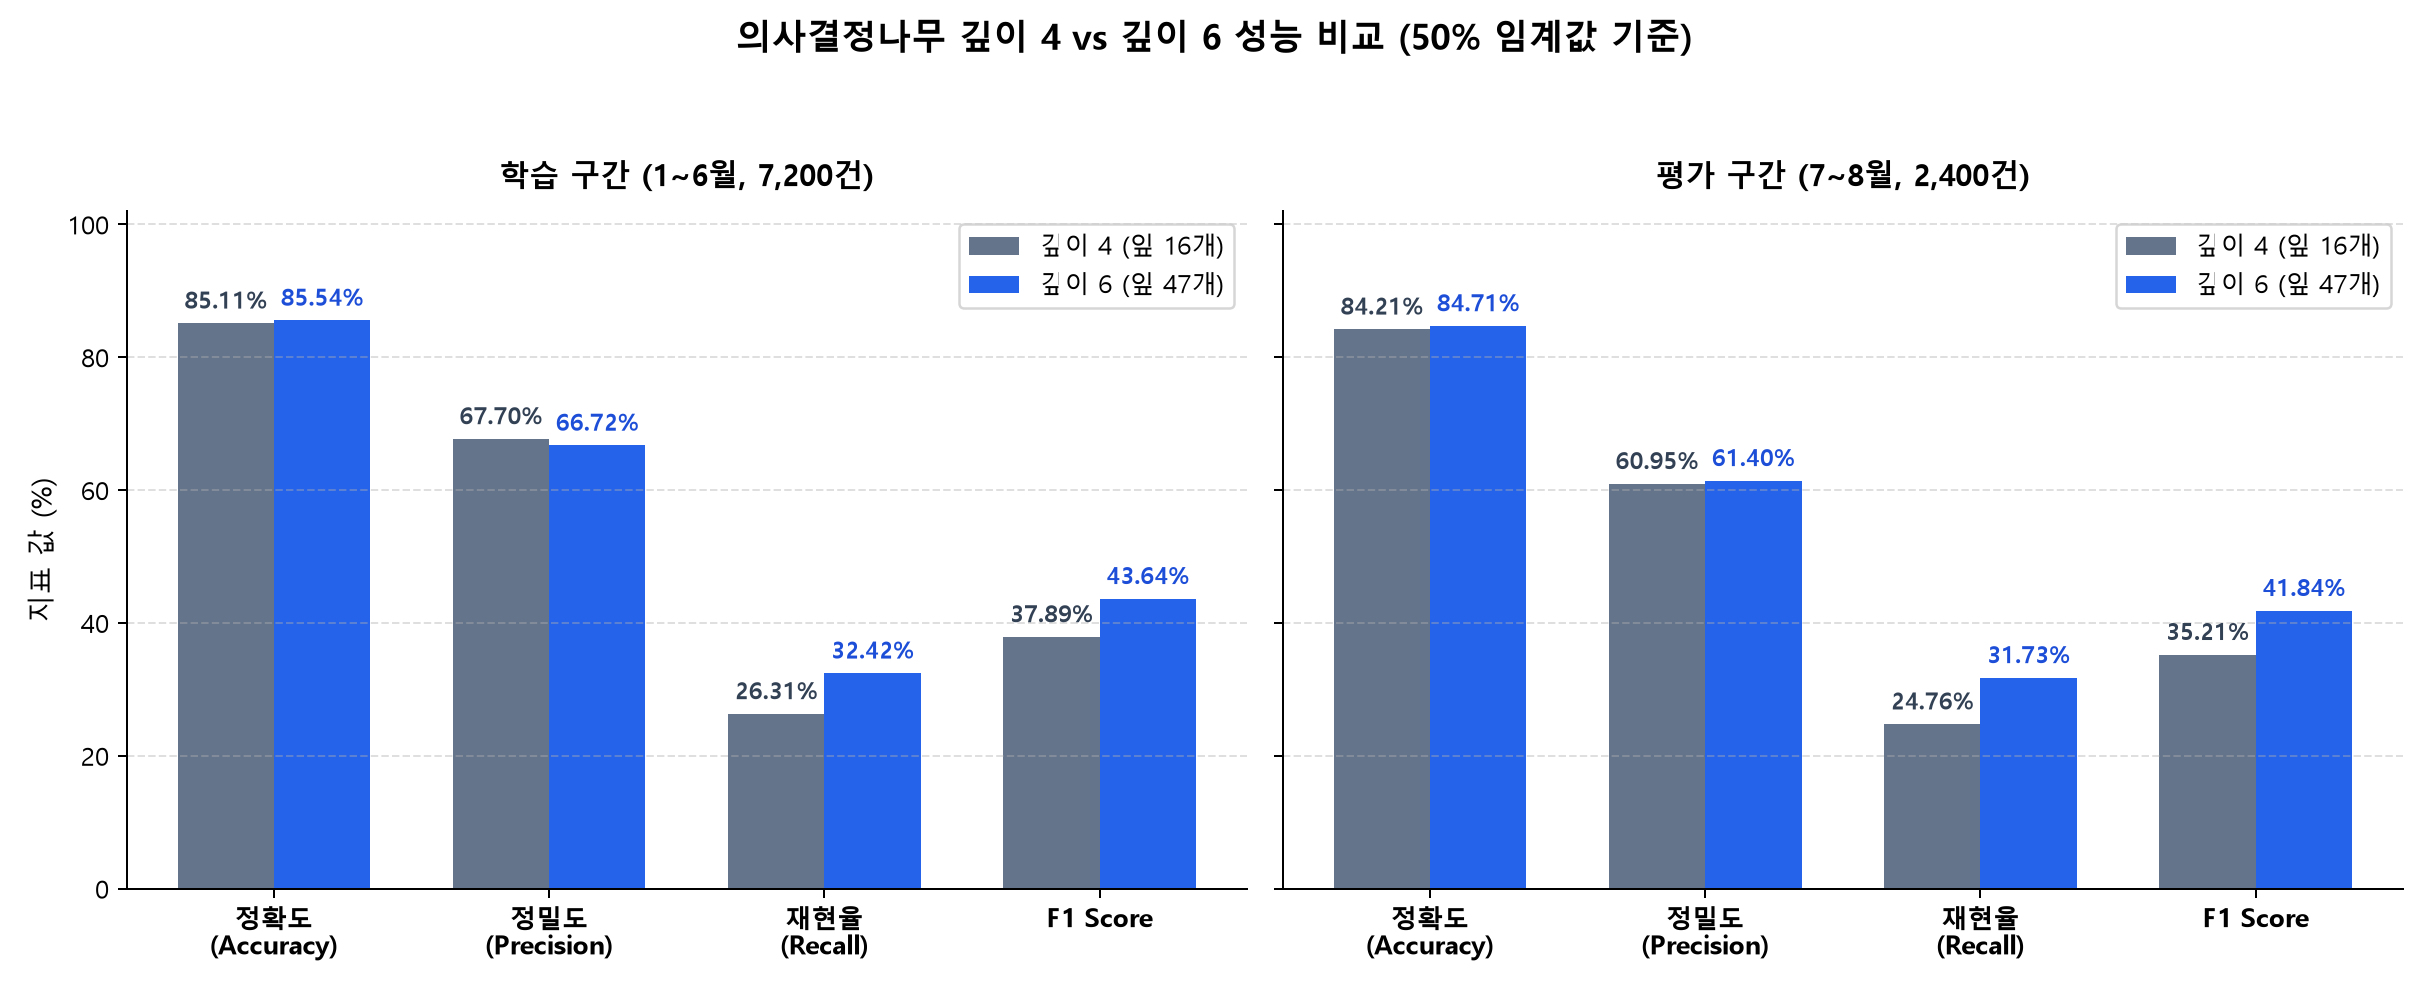 의사결정나무 깊이 4 vs 깊이 6 성능 비교 (50% 임계값 기준)
학습 구간 (1~6월, 7,200건)
지표 값 (%)
100
80
60
40
20
0
깊이 4 (잎 16개)
깊이 6 (잎 47개)
85.11%
85.54%
67.70%
66.72%
26.31%
32.42%
37.89%
43.64%
정확도
(Accuracy)
정밀도
(Precision)
재현율
(Recall)
F1 Score
평가 구간 (7~8월, 2,400건)
깊이 4 (잎 16개)
깊이 6 (잎 47개)
84.21%
84.71%
60.95%
61.40%
24.76%
31.73%
35.21%
41.84%
정확도
(Accuracy)
정밀도
(Precision)
재현율
(Recall)
F1 Score